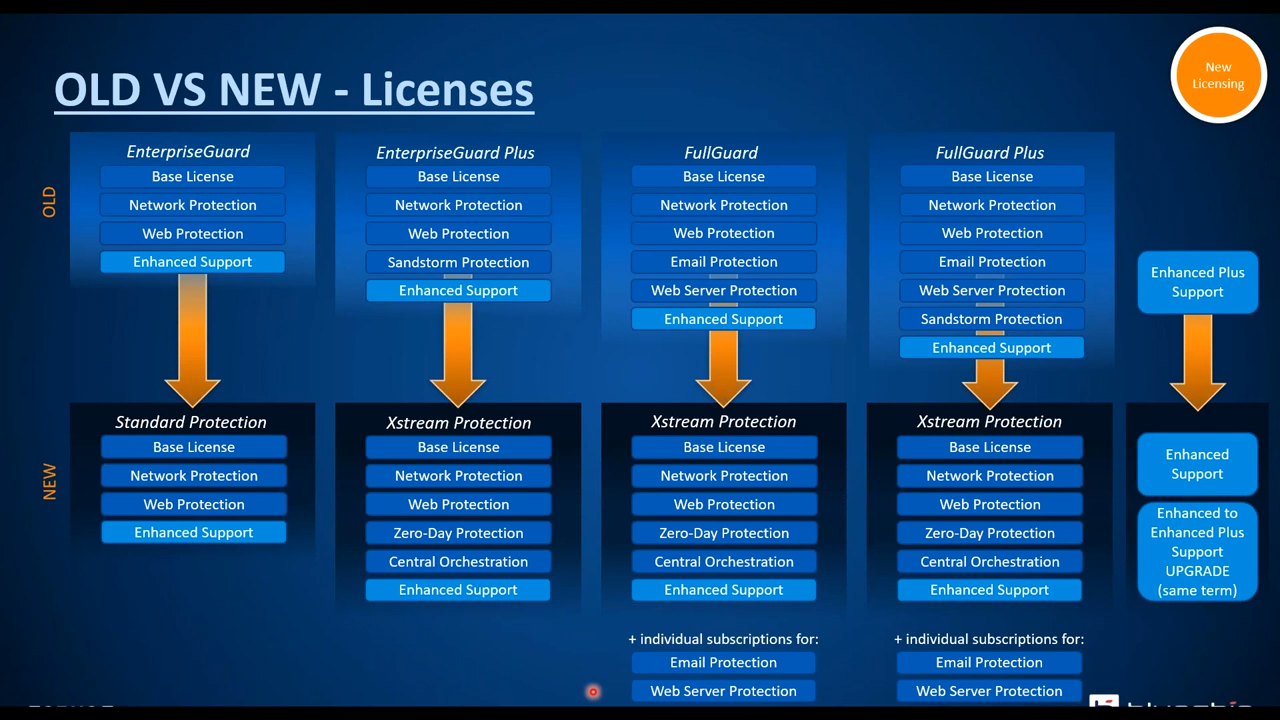 OLD VS NEW - Licenses
New
Licensing
OLD
EnterpriseGuard
Base License
Network Protection
Web Protection
Enhanced Support
EnterpriseGuard Plus
Base License
Network Protection
Web Protection
Sandstorm Protection
Enhanced Support
FullGuard
Base License
Network Protection
Web Protection
Email Protection
Web Server Protection
Enhanced Support
FullGuard Plus
Base License
Network Protection
Web Protection
Email Protection
Web Server Protection
Sandstorm Protection
Enhanced Support
Enhanced Plus
Support
NEW
Standard Protection
Base License
Network Protection
Web Protection
Enhanced Support
Xstream Protection
Base License
Network Protection
Web Protection
Zero-Day Protection
Central Orchestration
Enhanced Support
Xstream Protection
Base License
Network Protection
Web Protection
Zero-Day Protection
Central Orchestration
Enhanced Support
+ individual subscriptions for:
Email Protection
Web Server Protection
Xstream Protection
Base License
Network Protection
Web Protection
Zero-Day Protection
Central Orchestration
Enhanced Support
+ individual subscriptions for:
Email Protection
Web Server Protection
Enhanced
Support
Enhanced to
Enhanced Plus
Support
UPGRADE
(same term)